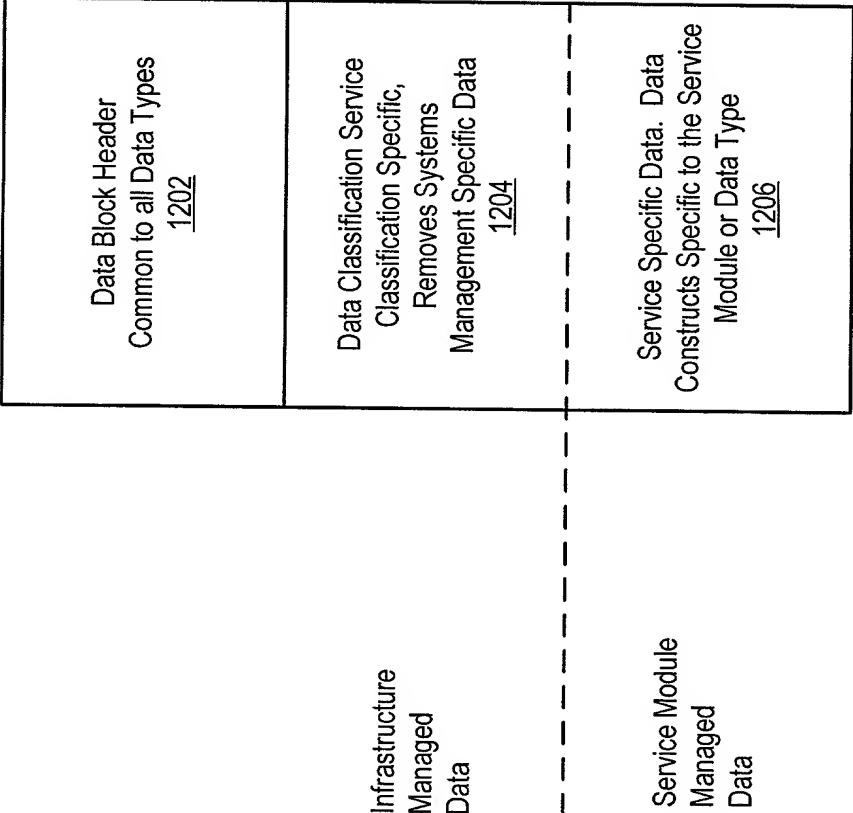 Data Block Header
Common to all Data Types
1202
Data Classification Service
Classification Specific,
Removes Systems
Management Specific Data
1204
Service Specific Data. Data
Constructs Specific to the Service
Module or Data Type
1206
Infrastructure
Managed
Data
Service Module
Managed
Data